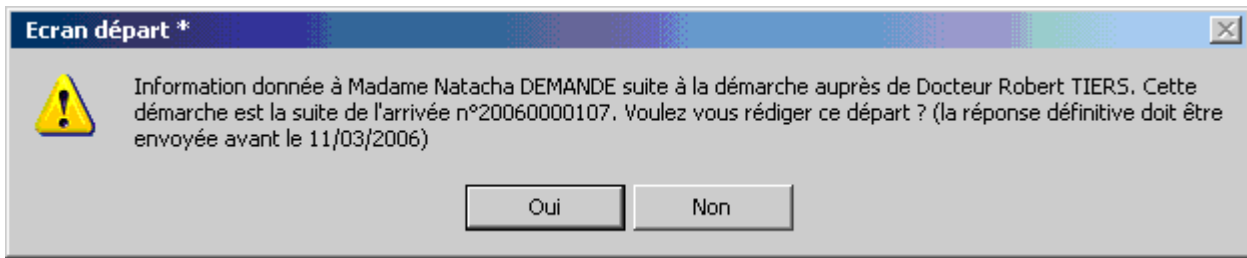 Ecran départ *
Information donnée à Madame Natacha DEMANDE suite à la démarche auprès de Docteur Robert TIERS. Cette
démarche est la suite de l'arrivée n°20060000107. Voulez vous rédiger ce départ ? (la réponse définitive doit être
envoyée avant le 11/03/2006)
Oui
Non